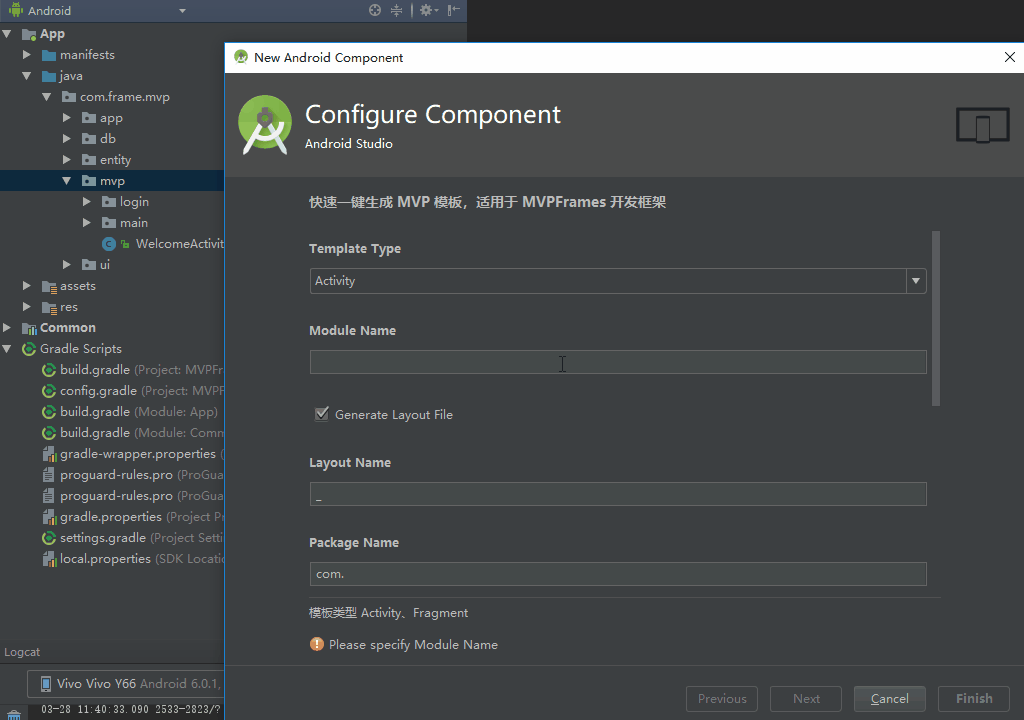 Android
App
manifests
java
com.frame.mvp
app
db
entity
mvp
login
main
WelcomeActivit
ui
assets
res
Common
Gradle Scripts
build.gradle (Project: MVPFr
config.gradle (Project: MVPF
build.gradle (Module: App)
build.gradle (Module: Comm
gradle-wrapper.properties (
proguard-rules.pro (ProGua
proguard-rules.pro (ProGua
gradle.properties (Project Pr
settings.gradle (Project Setti
local.properties (SDK Locatio
Logcat
Vivo Vivo Y66 Android 6.0.1,
03-28 11:40:33.090 2533-2823/?
New Android Component
Configure Component
Android Studio
快速一键生成 MVP 模板，适用于 MVPFrames 开发框架
Template Type
Activity
Module Name
Generate Layout File
Layout Name
_
Package Name
com.
模板类型 Activity、Fragment
Please specify Module Name
Previous Next Cancel Finish